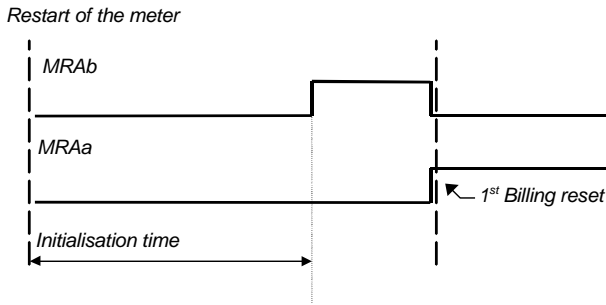 Restart of the meter
MRAb
MRAa
1st Billing reset
Initialisation time